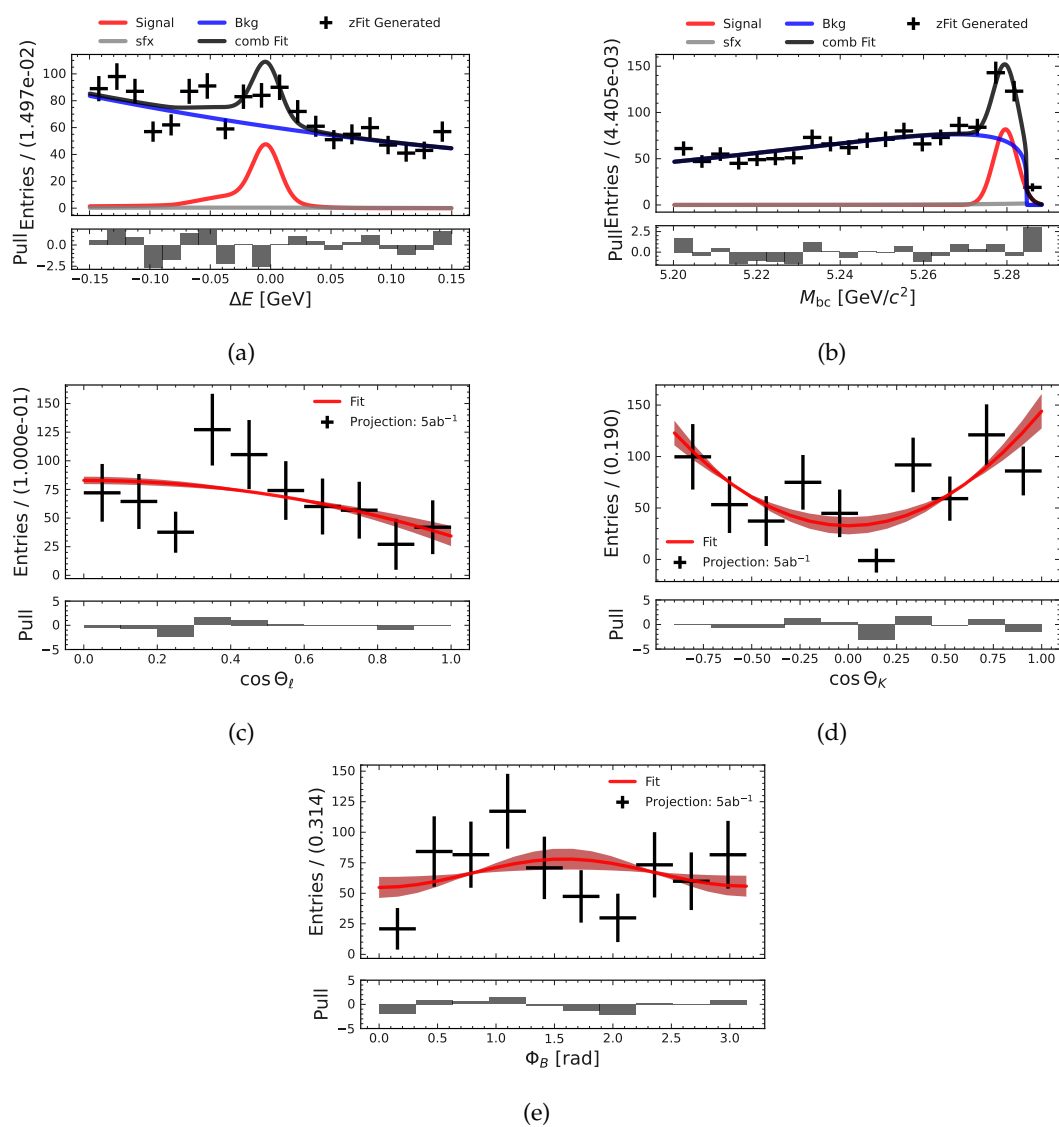 Signal Bkg zFit Generated
sfx comb Fit
Entries / (1.497e-02)
100
80
60
40
20
0
Pull
0.0
−2.5
−0.15 −0.10 −0.05 0.00 0.05 0.10 0.15
ΔE [GeV]
(a)
Signal Bkg zFit Generated
sfx comb Fit
Entries / (4.405e-03)
150
100
50
0
Pull
2.5
0.0
5.20 5.22 5.24 5.26 5.28
M_bc [GeV/c²]
(b)
Entries / (1.000e-01)
150
125
100
75
50
25
0
Fit
Projection: 5ab⁻¹
Pull
5
0
−5
0.0 0.2 0.4 0.6 0.8 1.0
cos Θ_ℓ
(c)
Entries / (0.190)
150
100
50
0
Fit
Projection: 5ab⁻¹
Pull
5
0
−5
−0.75 −0.50 −0.25 0.00 0.25 0.50 0.75 1.00
cos Θ_K
(d)
Entries / (0.314)
150
125
100
75
50
25
0
Fit
Projection: 5ab⁻¹
Pull
5
0
−5
0.0 0.5 1.0 1.5 2.0 2.5 3.0
Φ_B [rad]
(e)